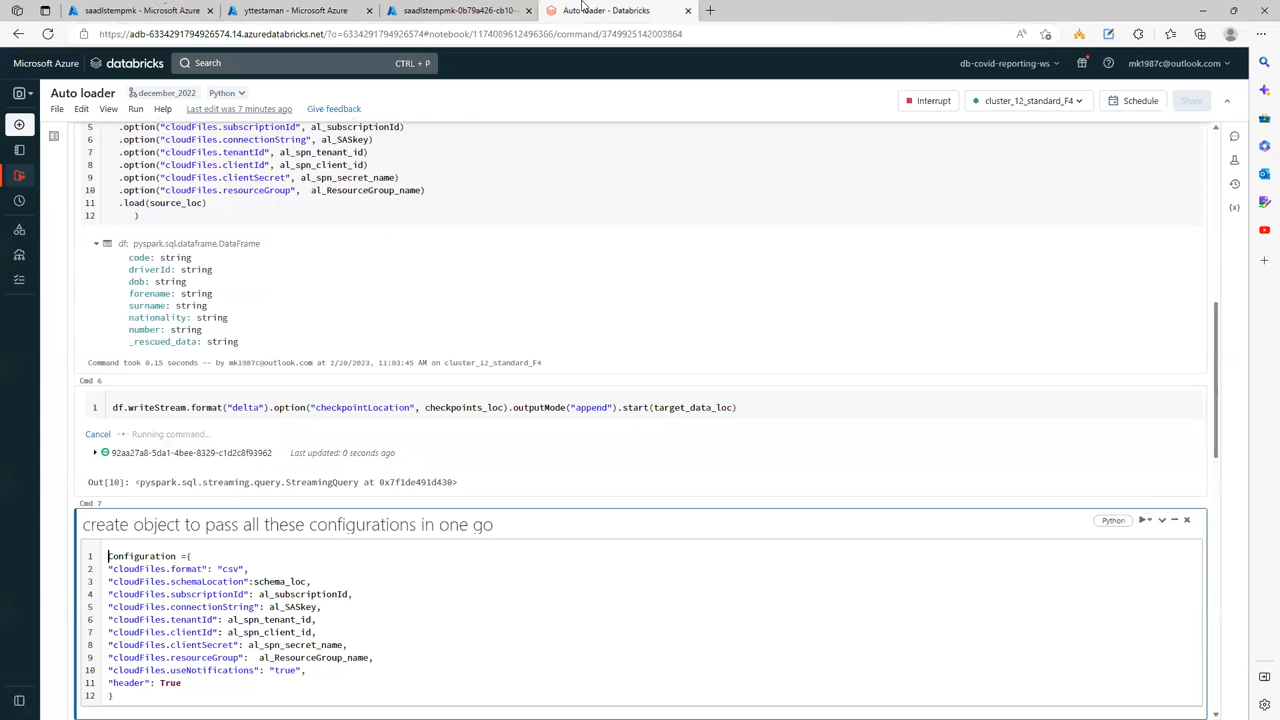 saadlstempmk - Microsoft Azure
yttestaman - Microsoft Azure
saadlstempmk-0b79a426-cb10-
Auto loader - Databricks
https://adb-6334291794926574.14.azuredatabricks.net/?o=6334291794926574#notebook/1174089612496366/command/3749925142003864
Microsoft Azure
databricks
Search
CTRL + P
db-covid-reporting-ws
mk1987c@outlook.com
Auto loader
december_2022
Python
File
Edit
View
Run
Help
Last edit was 7 minutes ago
Give feedback
Interrupt
cluster_12_standard_F4
Schedule
Share
5 .option("cloudFiles.subscriptionId", al_subscriptionId)
6 .option("cloudFiles.connectionString", al_SASkey)
7 .option("cloudFiles.tenantId", al_spn_tenant_id)
8 .option("cloudFiles.clientId", al_spn_client_id)
9 .option("cloudFiles.clientSecret", al_spn_secret_name)
10 .option("cloudFiles.resourceGroup", al_ResourceGroup_name)
11 .load(source_loc)
12 )
df: pyspark.sql.dataframe.DataFrame
code: string
driverId: string
dob: string
forename: string
surname: string
nationality: string
number: string
_rescued_data: string
Command took 0.15 seconds -- by mk1987c@outlook.com at 2/20/2023, 11:03:45 AM on cluster_12_standard_F4
Cmd 6
1 df.writeStream.format("delta").option("checkpointLocation", checkpoints_loc).outputMode("append").start(target_data_loc)
Cancel Running command...
92aa27a8-5da1-4bee-8329-c1d2c8f93962 Last updated: 0 seconds ago
Out[10]: <pyspark.sql.streaming.query.StreamingQuery at 0x7f1de491d430>
Cmd 7
create object to pass all these configurations in one go
Python
1 Configuration ={
2 "cloudFiles.format": "csv",
3 "cloudFiles.schemaLocation":schema_loc,
4 "cloudFiles.subscriptionId": al_subscriptionId,
5 "cloudFiles.connectionString": al_SASkey,
6 "cloudFiles.tenantId": al_spn_tenant_id,
7 "cloudFiles.clientId": al_spn_client_id,
8 "cloudFiles.clientSecret": al_spn_secret_name,
9 "cloudFiles.resourceGroup": al_ResourceGroup_name,
10 "cloudFiles.useNotifications": "true",
11 "header": True
12 }